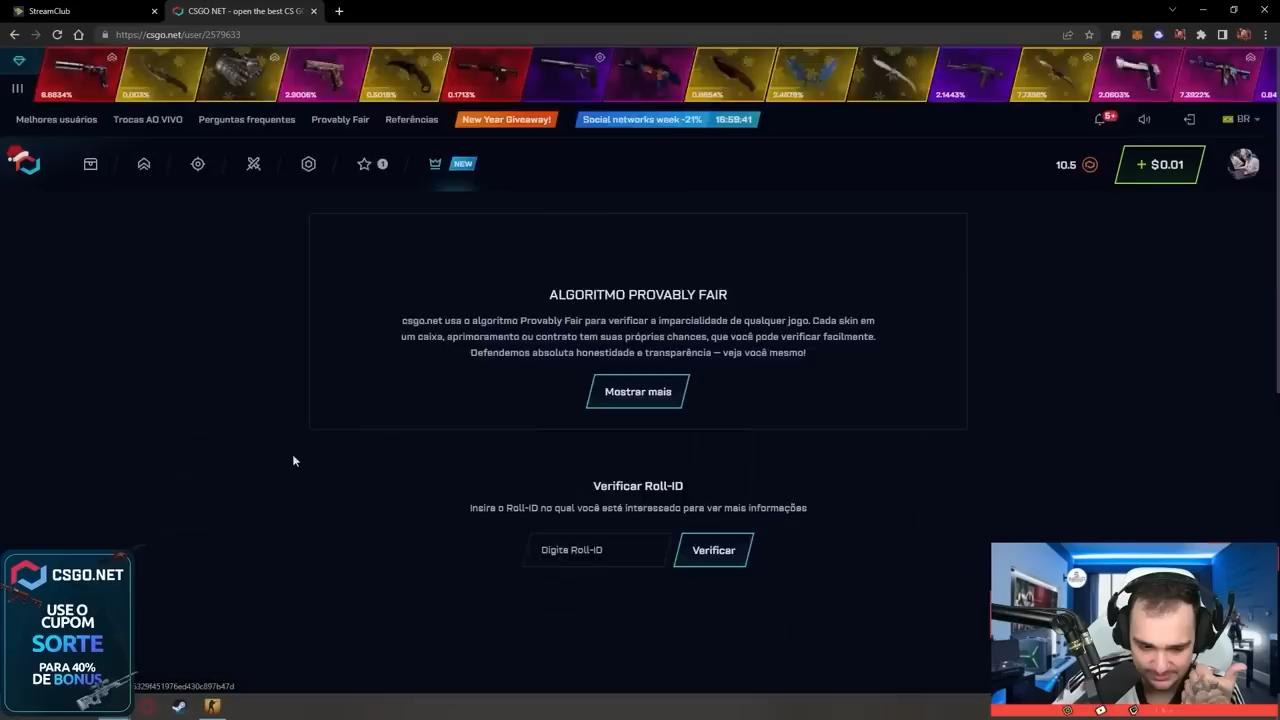 StreamClub
CSGO NET - open the best CS G
https://csgo.net/user/2579633
6.6834%
2.9006%
0.5018%
0.1713%
2.1443%
7.7398%
2.0603%
7.3922%
0.84
Melhores usuários
Trocas AO VIVO
Perguntas frequentes
Provably Fair
Referências
New Year Giveaway!
Social networks week -21%
16:59:41
5+
BR
1
NEW
10.5
+ $0.01
ALGORITMO PROVABLY FAIR
csgo.net usa o algoritmo Provably Fair para verificar a imparcialidade de qualquer jogo. Cada skin em
um caixa, aprimoramento ou contrato tem suas próprias chances, que você pode verificar facilmente.
Defendemos absoluta honestidade e transparência – veja você mesmo!
Mostrar mais
Verificar Roll-ID
Insira o Roll-ID no qual você está interessado para ver mais informações
Digite Roll-ID
Verificar
CSGO.NET
USE O
CUPOM
SORTE
PARA 40%
DE BONUS
6329f451976ed430c897b47d